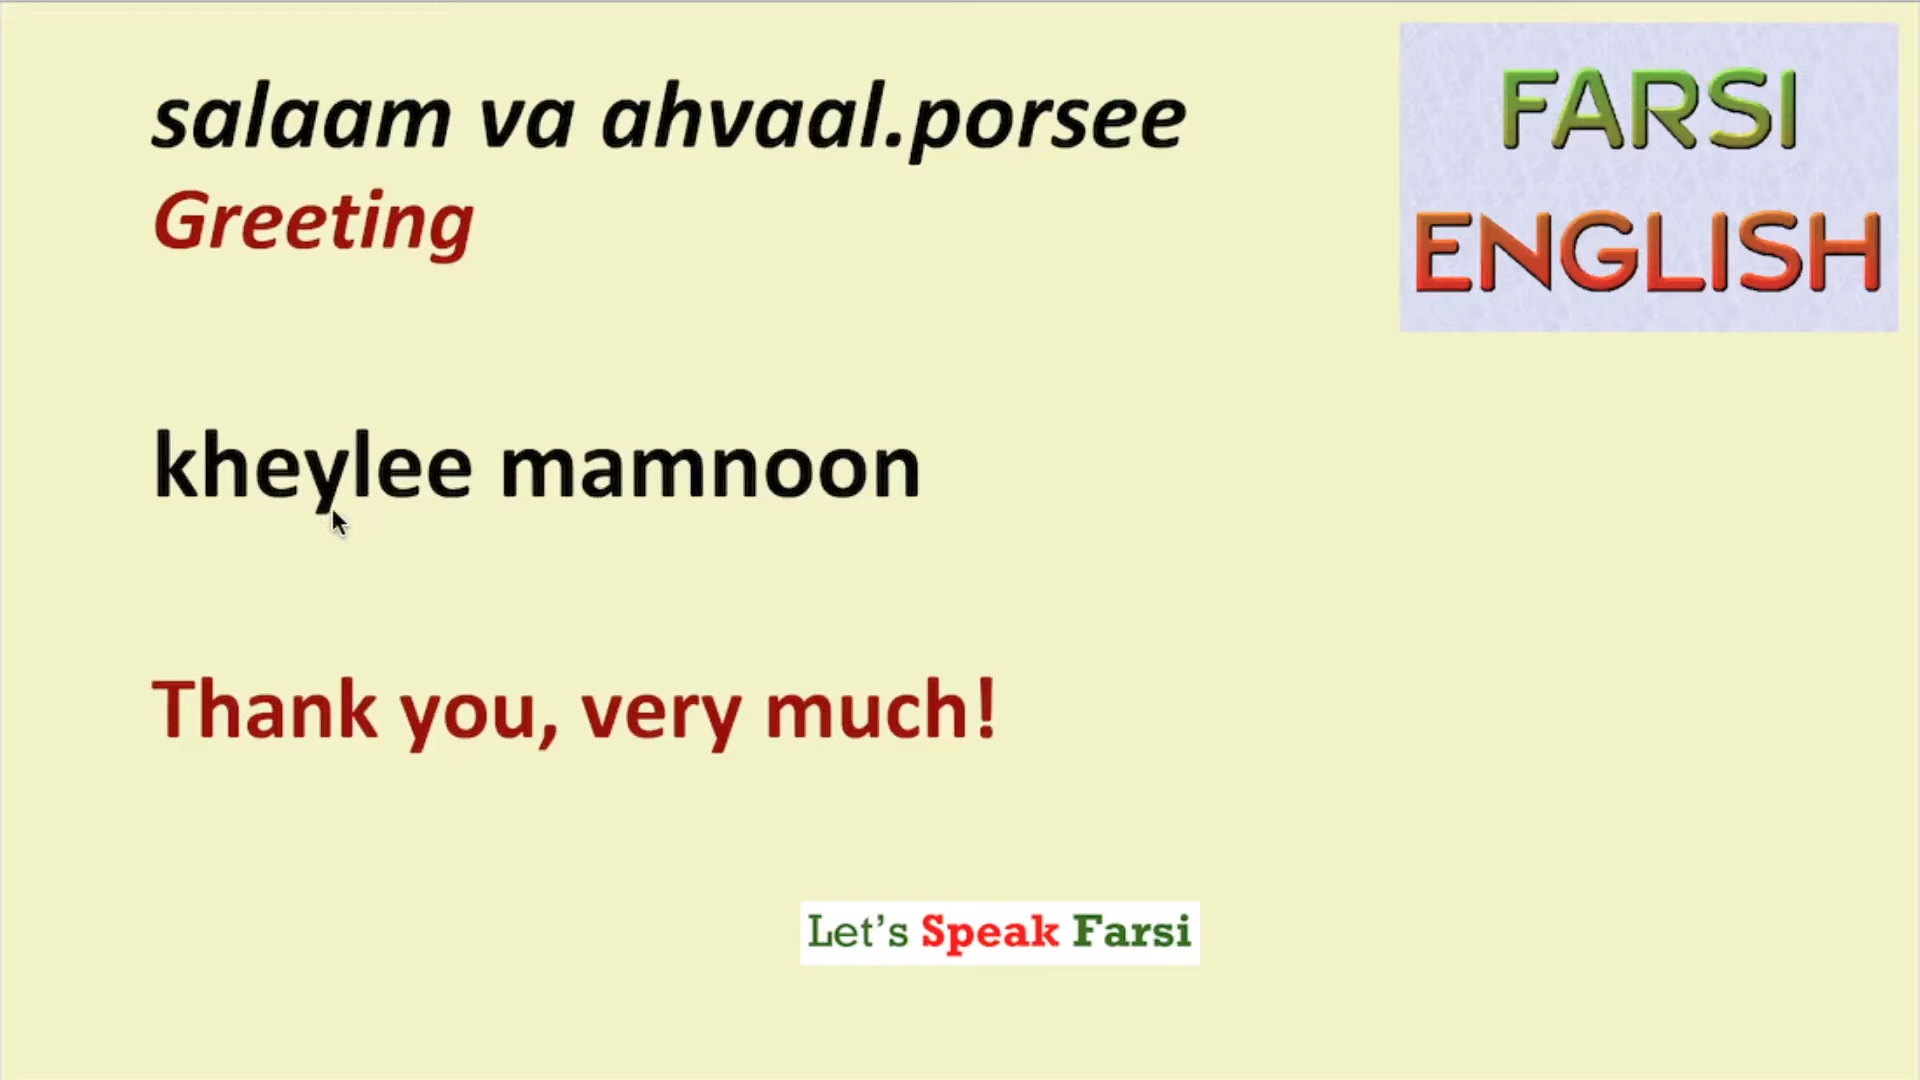 salaam va ahvaal.porsee
Greeting
FARSI
ENGLISH
kheylee mamnoon
Thank you, very much!
Let's Speak Farsi